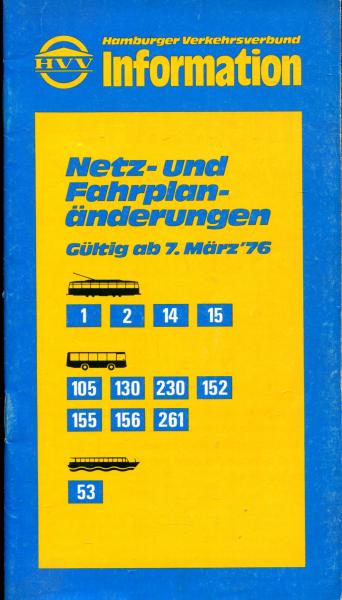 HVV
Hamburger Verkehrsverbund
Information
Netz- und
Fahrplan-
änderungen
Gültig ab 7. März '76
1 2 14 15
105 130 230 152
155 156 261
53